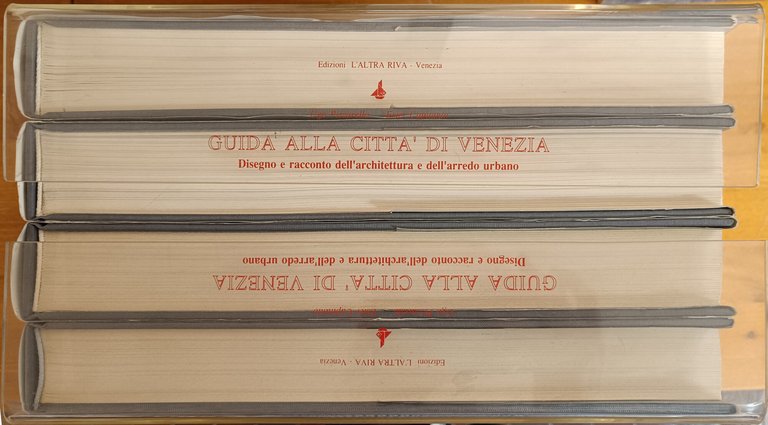 Edizioni L'ALTRA RIVA - Venezia
GUIDA ALLA CITTA' DI VENEZIA
Disegno e racconto dell'architettura e dell'arredo urbano
Disegno e racconto dell'architettura e dell'arredo urbano
GUIDA ALLA CITTA' DI VENEZIA
Edizioni L'ALTRA RIVA - Venezia